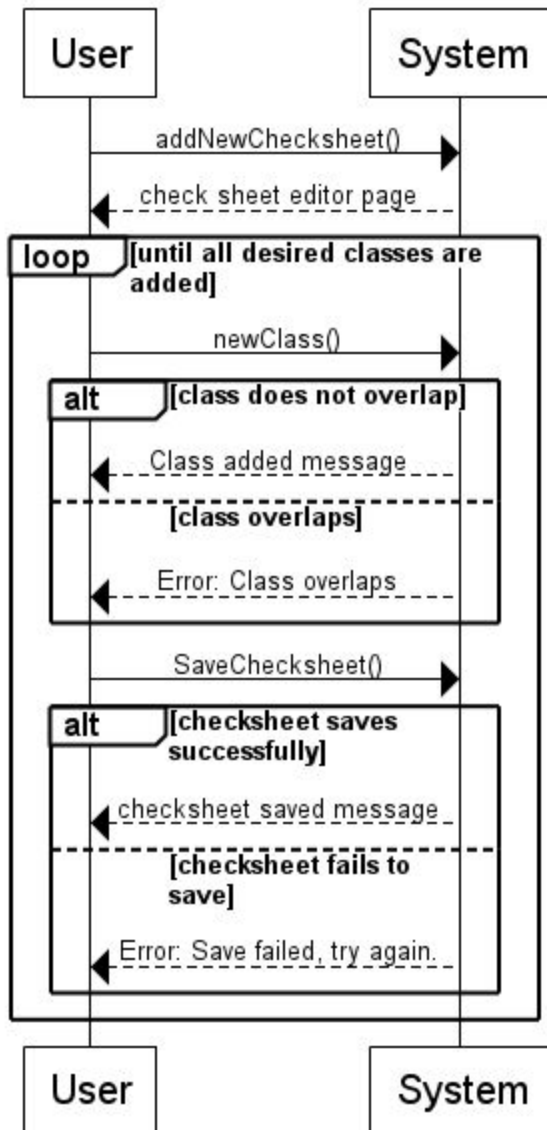 User
System
addNewChecksheet()
check sheet editor page
loop
[until all desired classes are
added]
newClass()
alt
[class does not overlap]
Class added message
[class overlaps]
Error: Class overlaps
SaveChecksheet()
alt
[checksheet saves
successfully]
checksheet saved message
[checksheet fails to
save]
Error: Save failed, try again.
User
System